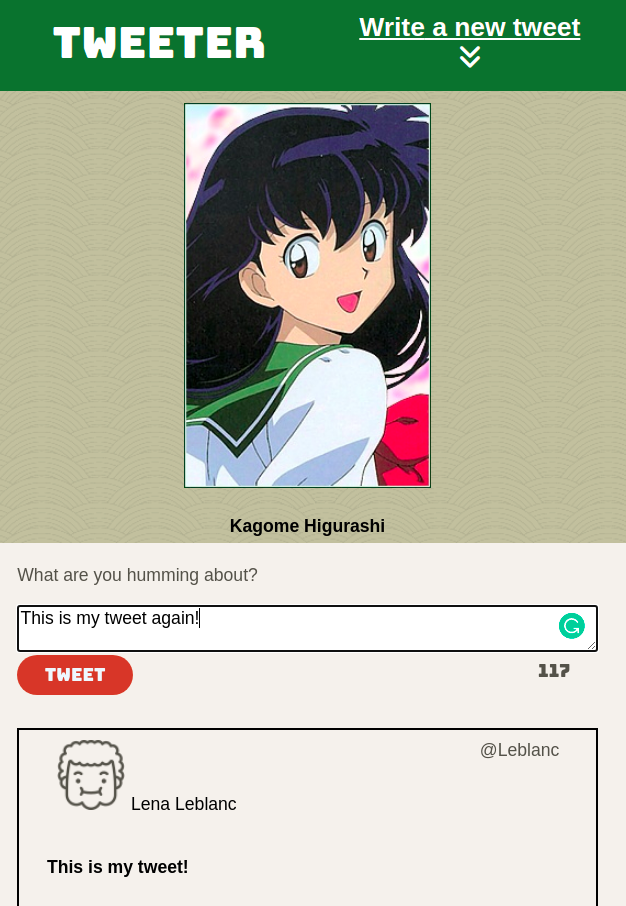 TWEETER
Write a new tweet
Kagome Higurashi
What are you humming about?
This is my tweet again!
TWEET
117
@Leblanc
Lena Leblanc
This is my tweet!